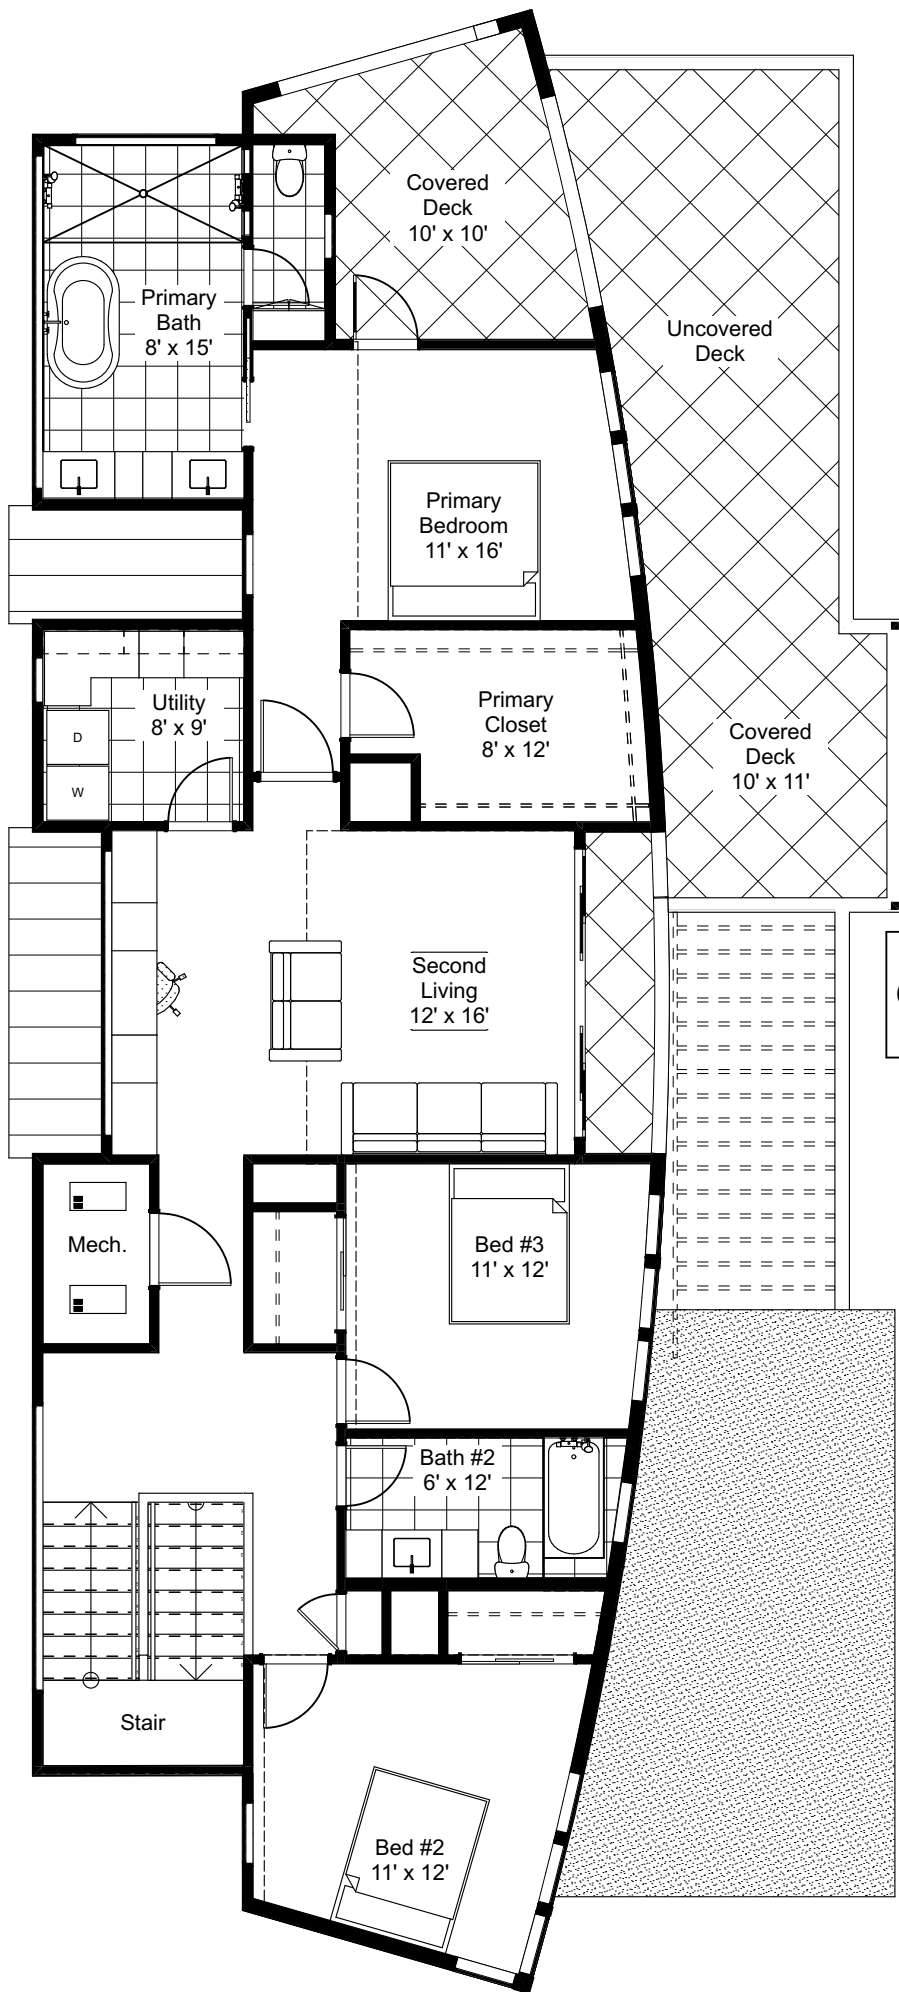 Covered
Deck
10' x 10'
Primary
Bath
8' x 15'
Uncovered
Deck
Primary
Bedroom
11' x 16'
Utility
8' x 9'
D
W
Primary
Closet
8' x 12'
Covered
Deck
10' x 11'
Second
Living
12' x 16'
Mech.
Bed #3
11' x 12'
Bath #2
6' x 12'
Stair
Bed #2
11' x 12'